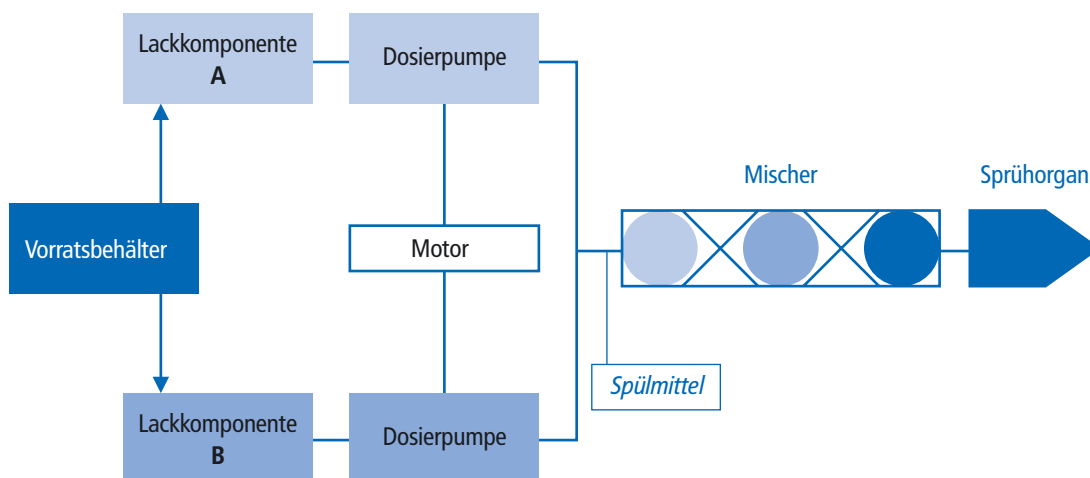 Lackkomponente
A
Dosierpumpe
Mischer
Sprühorgan
Vorratsbehälter
Motor
Spülmittel
Lackkomponente
B
Dosierpumpe